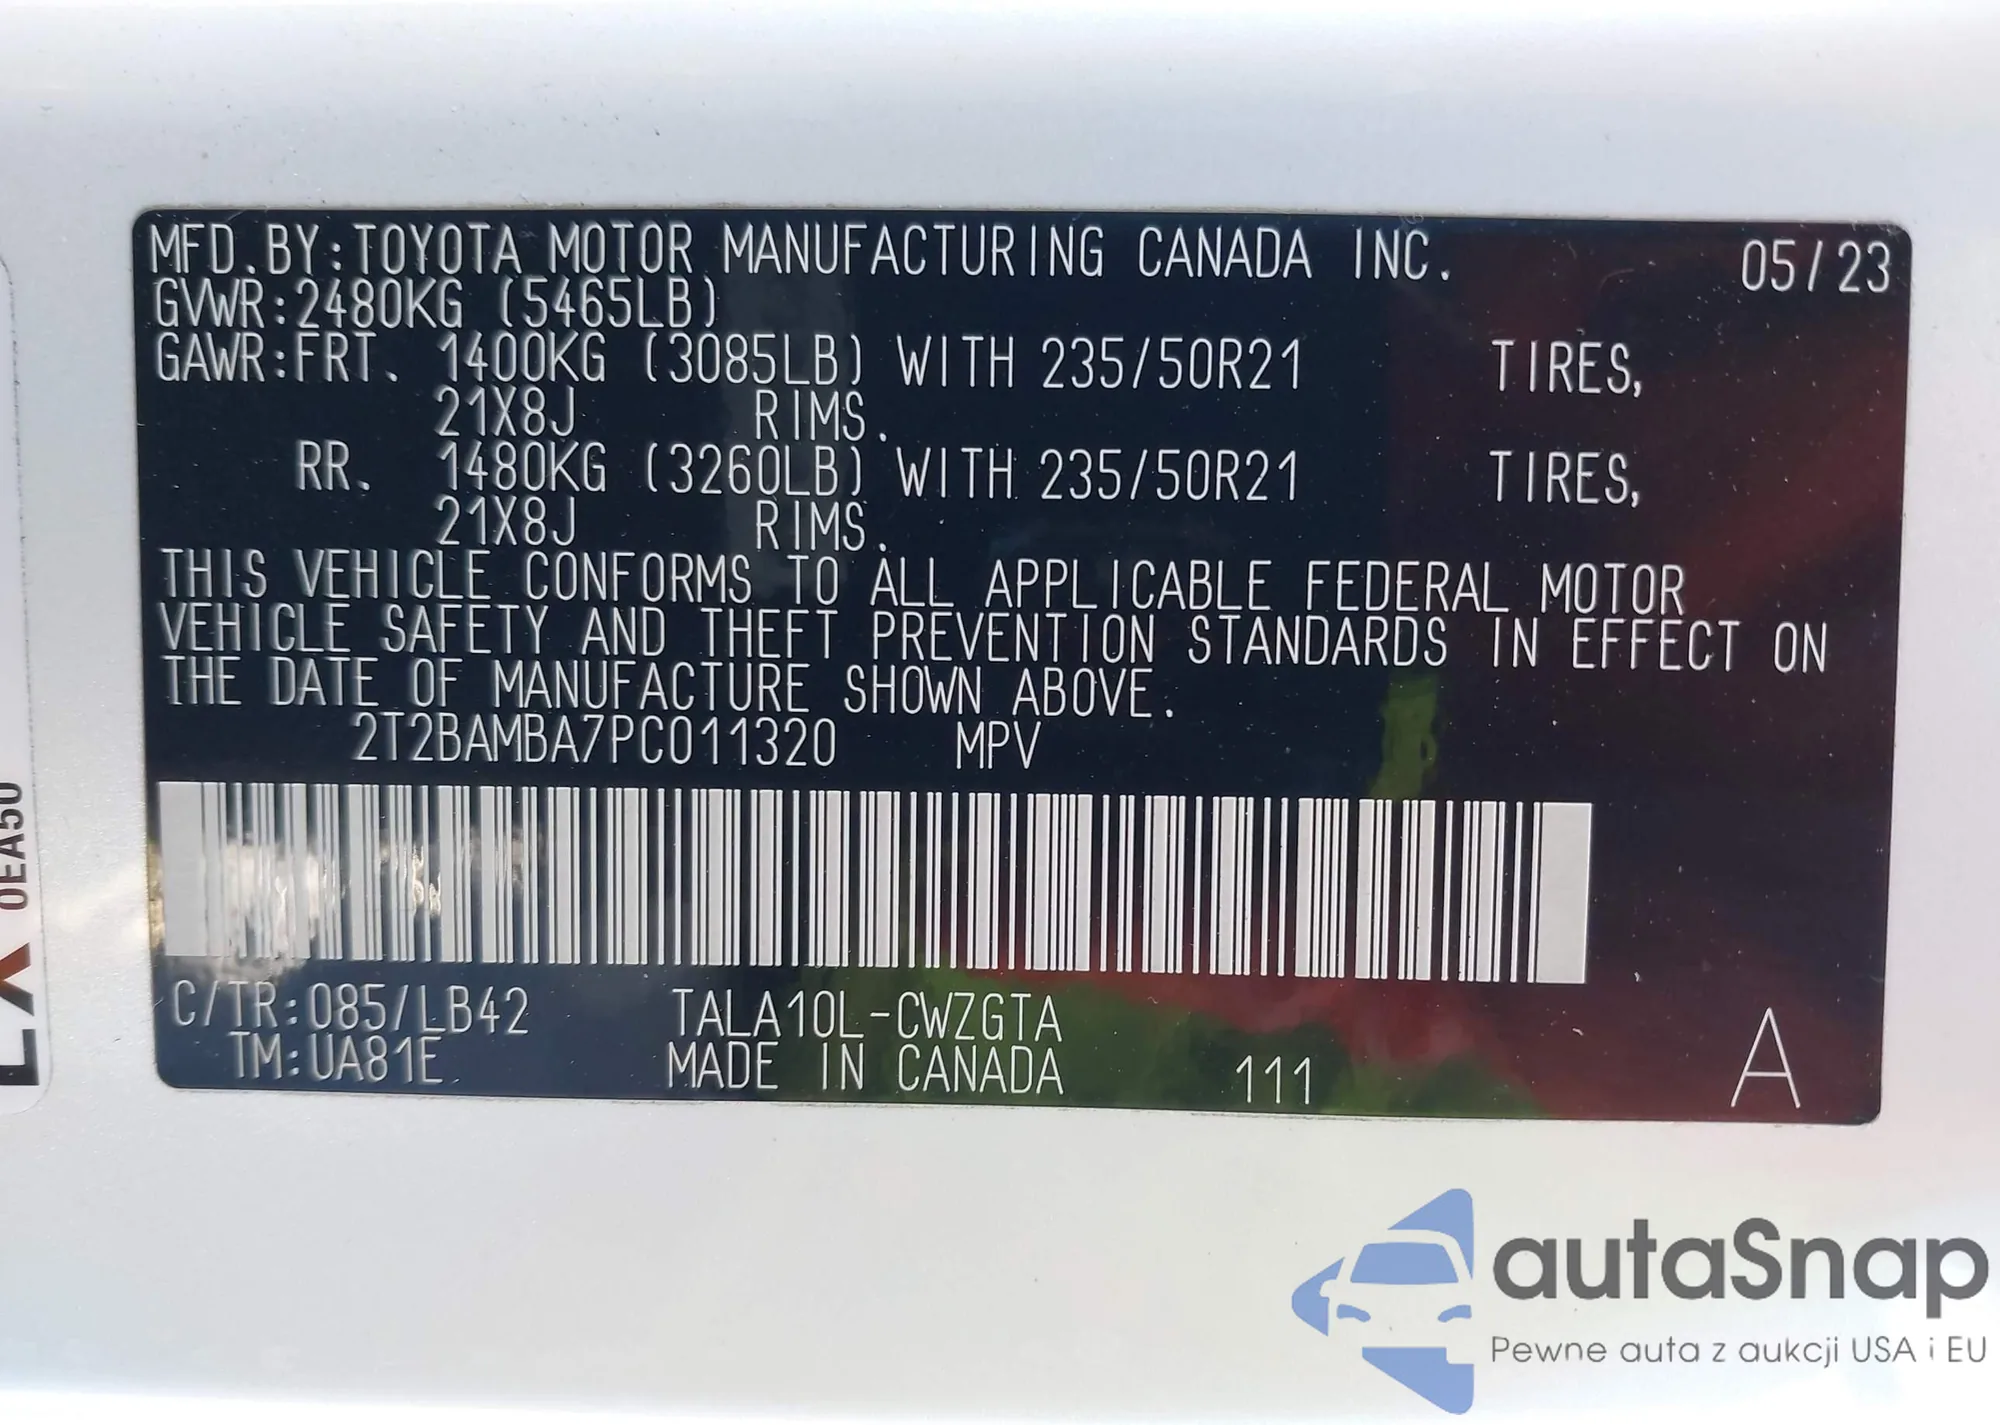 MFD.BY:TOYOTA MOTOR MANUFACTURING CANADA INC. 05/23
GVWR:2480KG (5465LB)
GAWR:FRT. 1400KG (3085LB) WITH 235/50R21 TIRES,
21X8J RIMS.
RR. 1480KG (3260LB) WITH 235/50R21 TIRES,
21X8J RIMS.
THIS VEHICLE CONFORMS TO ALL APPLICABLE FEDERAL MOTOR
VEHICLE SAFETY AND THEFT PREVENTION STANDARDS IN EFFECT ON
THE DATE OF MANUFACTURE SHOWN ABOVE.
2T2BAMBA7PC011320 MPV
C/TR:085/LB42 TALA10L-CWZGTA
TM:UA81E MADE IN CANADA 111 A
0EA50
autaSnap
Pewne auta z aukcji USA i EU